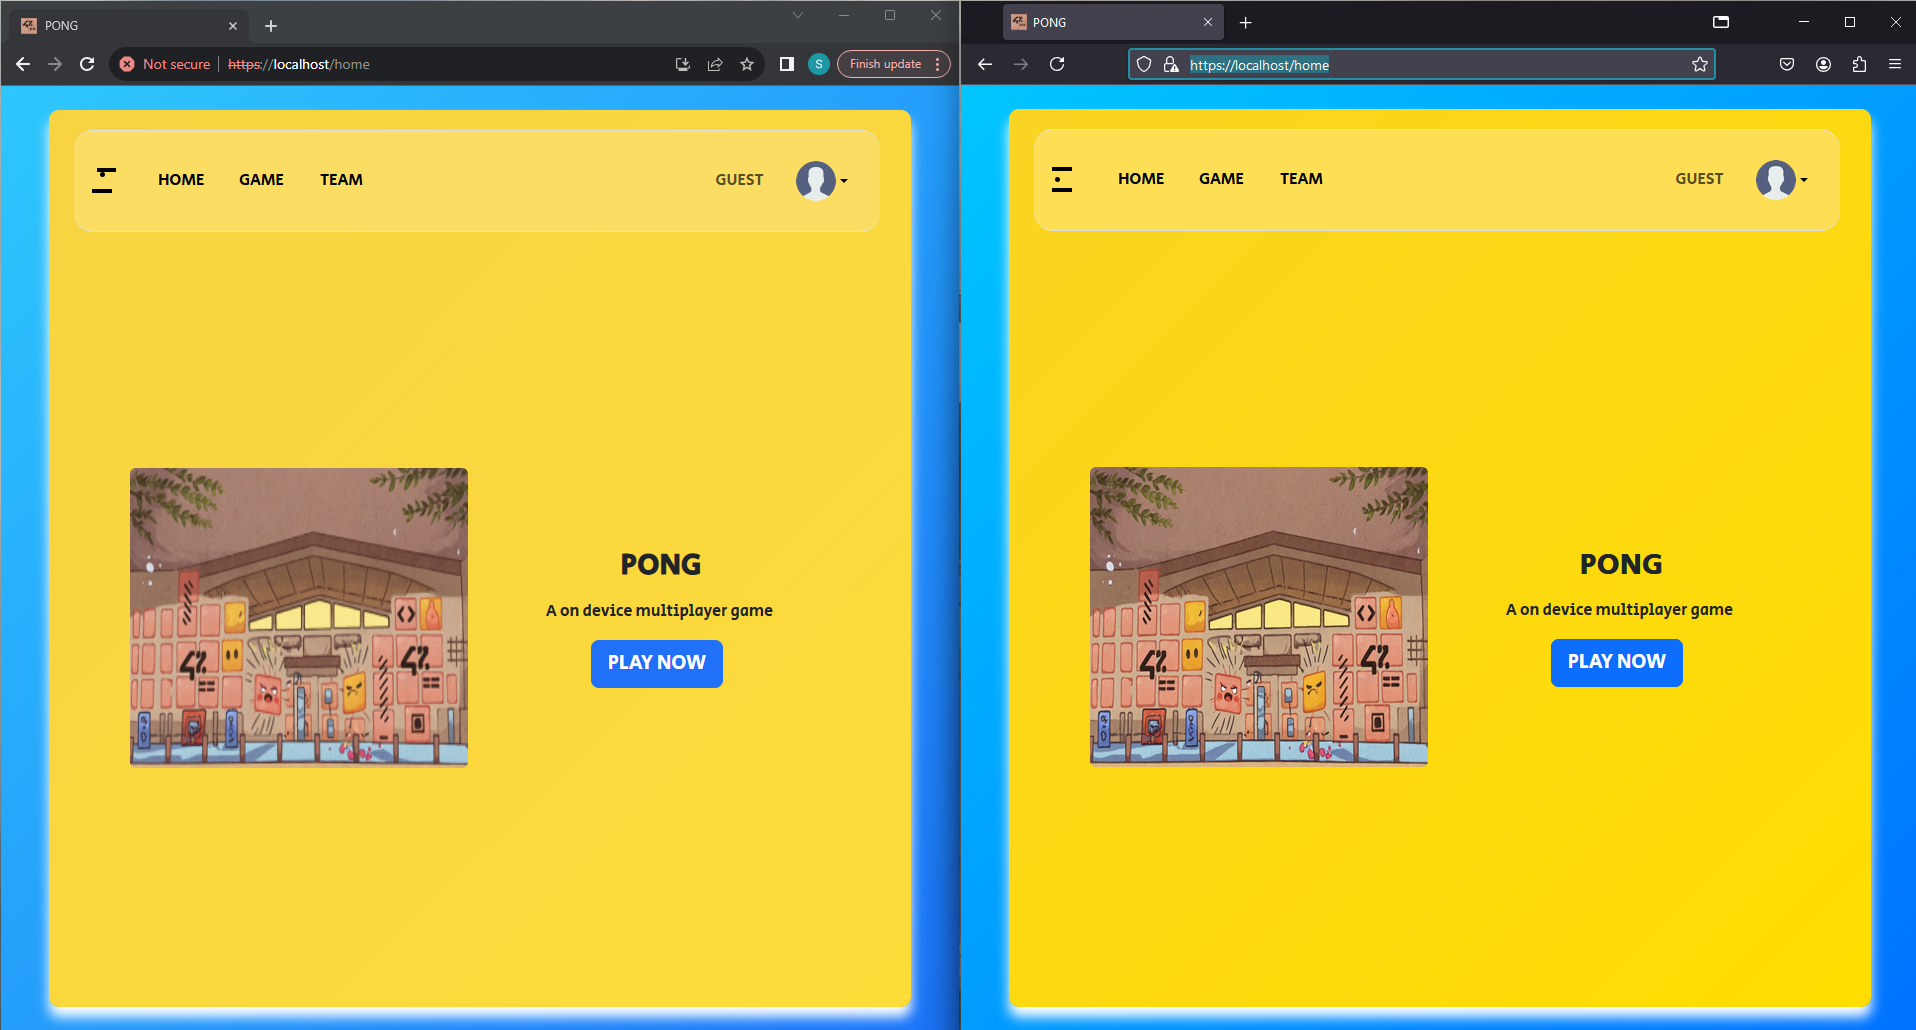 PONG
Not secure
https://localhost/home
S
Finish update
HOME
GAME
TEAM
GUEST
PONG
A on device multiplayer game
PLAY NOW
PONG
https://localhost/home
HOME
GAME
TEAM
GUEST
PONG
A on device multiplayer game
PLAY NOW